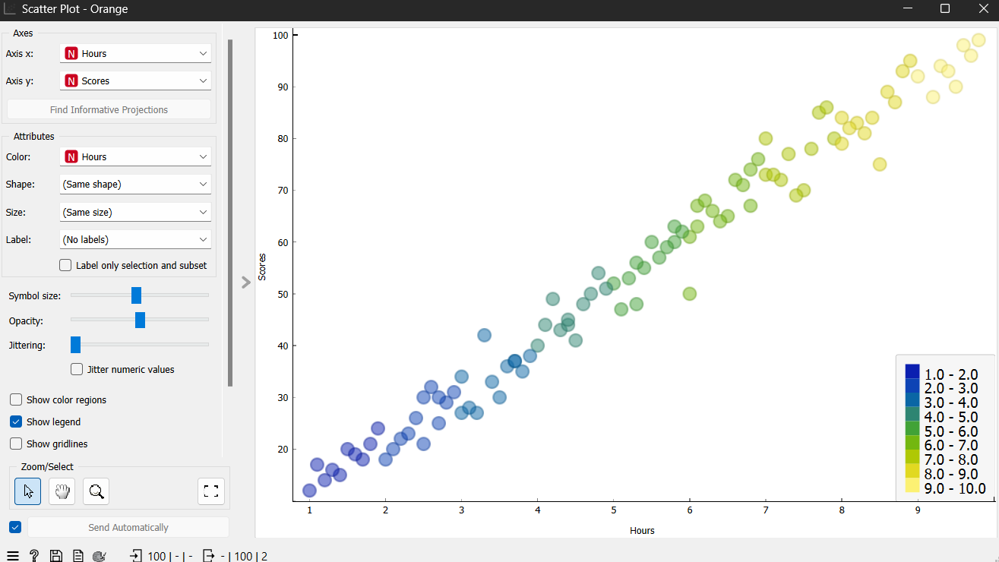 Scatter Plot - Orange
Axes
Axis x: N Hours
Axis y: N Scores
Find Informative Projections
Attributes
Color: N Hours
Shape: (Same shape)
Size: (Same size)
Label: (No labels)
Label only selection and subset
Symbol size:
Opacity:
Jittering:
Jitter numeric values
Show color regions
Show legend
Show gridlines
Zoom/Select
Send Automatically
100 | - | - - | 100 | 2
100
90
80
70
60
50
40
30
20
Scores
1 2 3 4 5 6 7 8 9
Hours
1.0 - 2.0
2.0 - 3.0
3.0 - 4.0
4.0 - 5.0
5.0 - 6.0
6.0 - 7.0
7.0 - 8.0
8.0 - 9.0
9.0 - 10.0